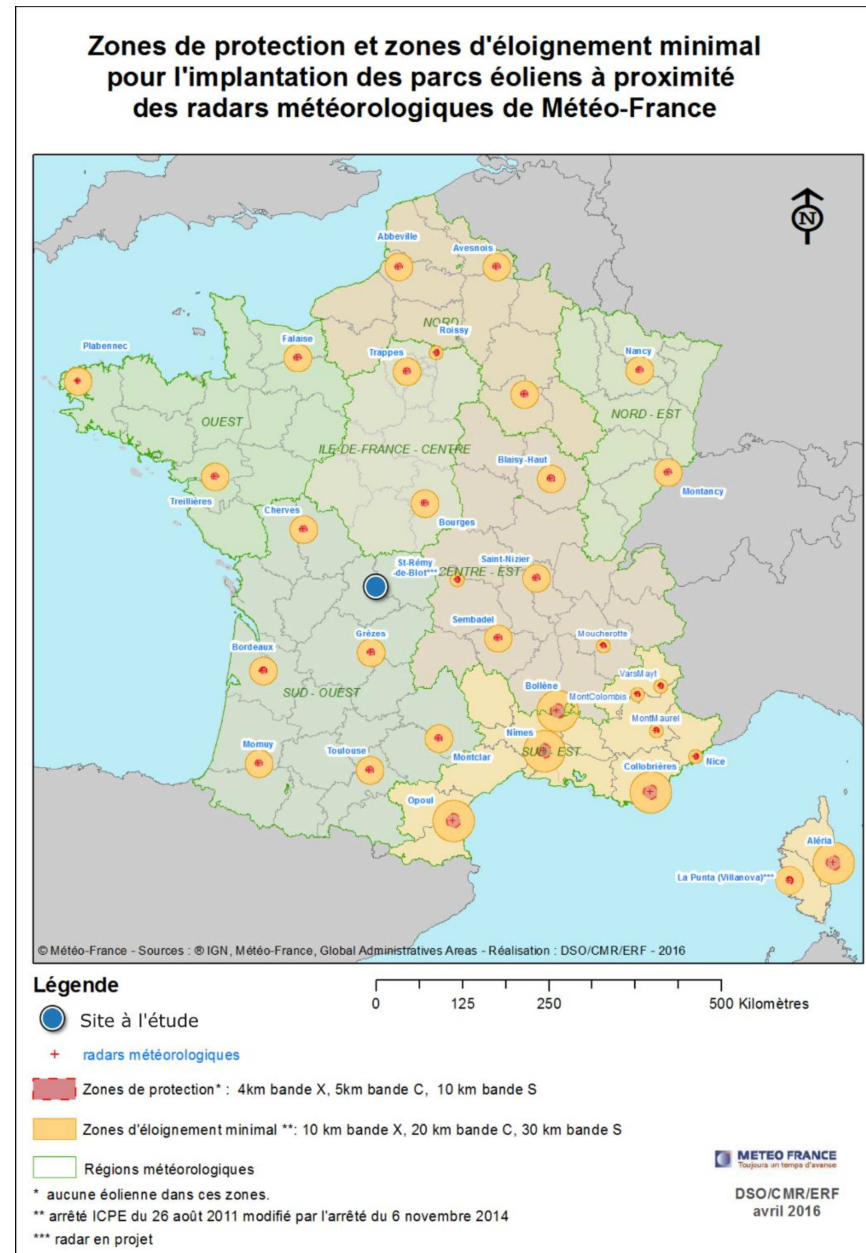 Zones de protection et zones d'éloignement minimal
pour l'implantation des parcs éoliens à proximité
des radars météorologiques de Météo-France
N
Abbeville
Avesnois
NORD
Roissy
Plabennec
Falaise
Trappes
Nancy
OUEST
NORD - EST
ILE-DE-FRANCE - CENTRE
Blaisy-Haut
Treillières
Montancy
Cherves
Bourges
St-Rémy
-de-Blot***
CENTRE - EST
Saint-Nizier
Grèzes
Sembadel
Moucherotte
Bordeaux
VarsMayt
SUD - OUEST
Bollène
MontColombis
MontMaurel
Nîmes
SUD - EST
Momuy
Toulouse
Montclar
Nice
Collobrières
Opoul
Aléria
La Punta (Villanova)***
© Météo-France - Sources : ® IGN, Météo-France, Global Administratives Areas - Réalisation : DSO/CMR/ERF - 2016
Légende
0 125 250 500 Kilomètres
Site à l'étude
radars météorologiques
Zones de protection* : 4km bande X, 5km bande C, 10 km bande S
Zones d'éloignement minimal **: 10 km bande X, 20 km bande C, 30 km bande S
Régions météorologiques
METEO FRANCE
Toujours un temps d'avance
* aucune éolienne dans ces zones.
DSO/CMR/ERF
** arrêté ICPE du 26 août 2011 modifié par l'arrêté du 6 novembre 2014
avril 2016
*** radar en projet